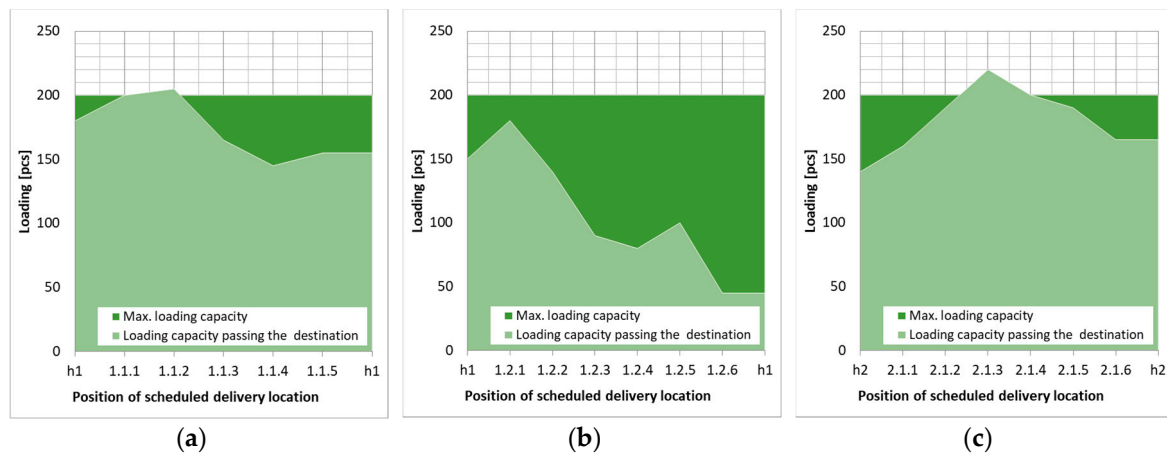 250
200
150
100
50
0
Loading [pcs]
Max. loading capacity
Loading capacity passing the destination
h1 1.1.1 1.1.2 1.1.3 1.1.4 1.1.5 h1
Position of scheduled delivery location
(a)
250
200
150
100
50
0
Loading [pcs]
Max. loading capacity
Loading capacity passing the destination
h1 1.2.1 1.2.2 1.2.3 1.2.4 1.2.5 1.2.6 h1
Position of scheduled delivery location
(b)
250
200
150
100
50
0
Loading [pcs]
Max. loading capacity
Loading capacity passing the destination
h2 2.1.1 2.1.2 2.1.3 2.1.4 2.1.5 2.1.6 h2
Position of scheduled delivery location
(c)